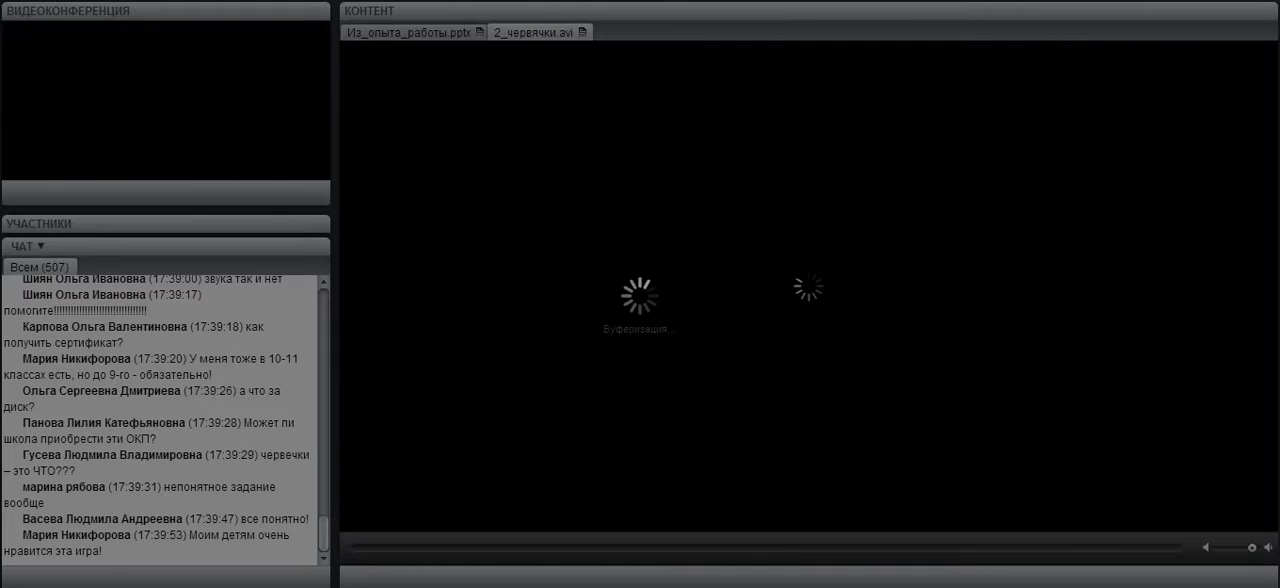 ВИДЕОКОНФЕРЕНЦИЯ
КОНТЕНТ
Из_опыта_работы.pptx
2_червячки.avi
Буферизация...
УЧАСТНИКИ
ЧАТ
Всем (507)
Шиян Ольга Ивановна (17:39:00) звука так и нет
Шиян Ольга Ивановна (17:39:17)
помогите!!!!!!!!!!!!!!!!!!!!!!!!!!!!!!!!
Карпова Ольга Валентиновна (17:39:18) как
получить сертификат?
Мария Никифорова (17:39:20) У меня тоже в 10-11
классах есть, но до 9-го - обязательно!
Ольга Сергеевна Дмитриева (17:39:26) а что за
диск?
Панова Лилия Катефьяновна (17:39:28) Может ли
школа приобрести эти ОКП?
Гусева Людмила Владимировна (17:39:29) червечки
– это ЧТО???
марина рябова (17:39:31) непонятное задание
вообще
Васева Людмила Андреевна (17:39:47) все понятно!
Мария Никифорова (17:39:53) Моим детям очень
нравится эта игра!